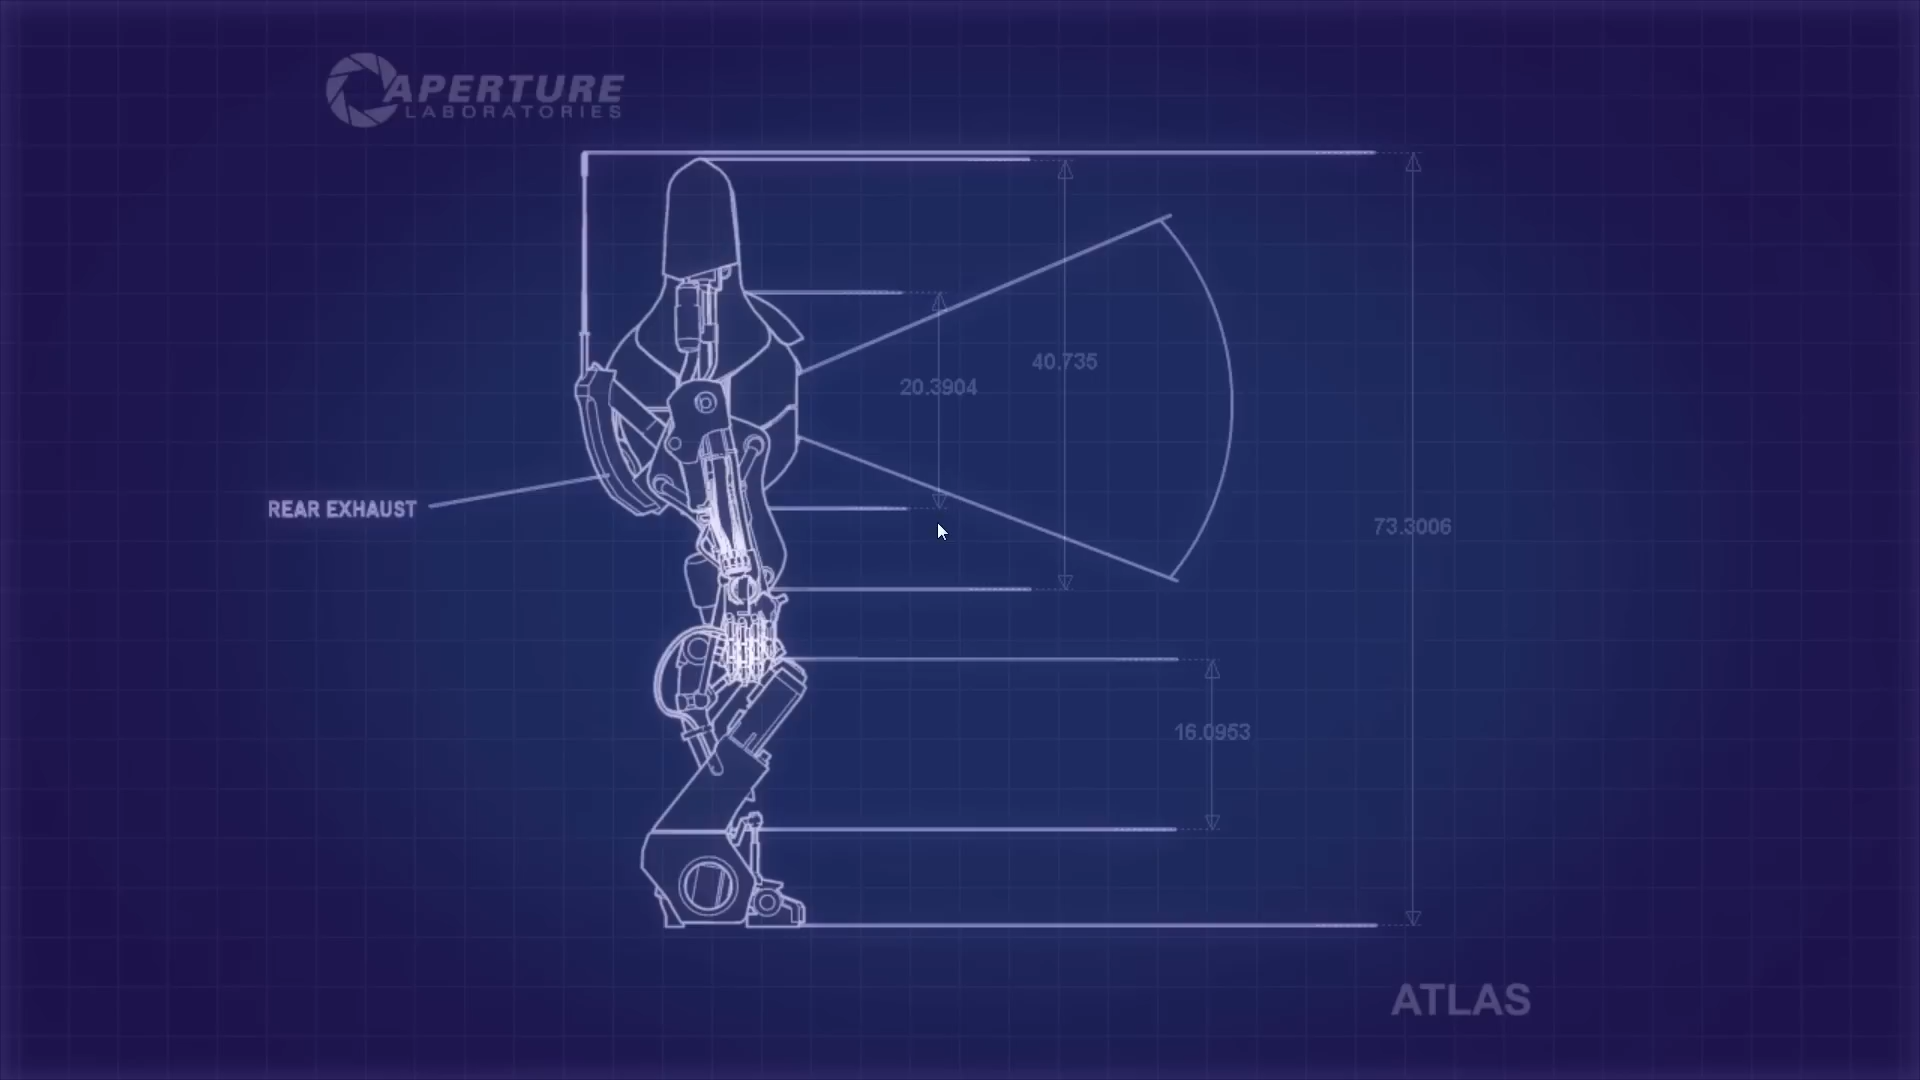 APERTURE
LABORATORIES
40.735
20.3904
REAR EXHAUST
73.3006
16.0953
ATLAS